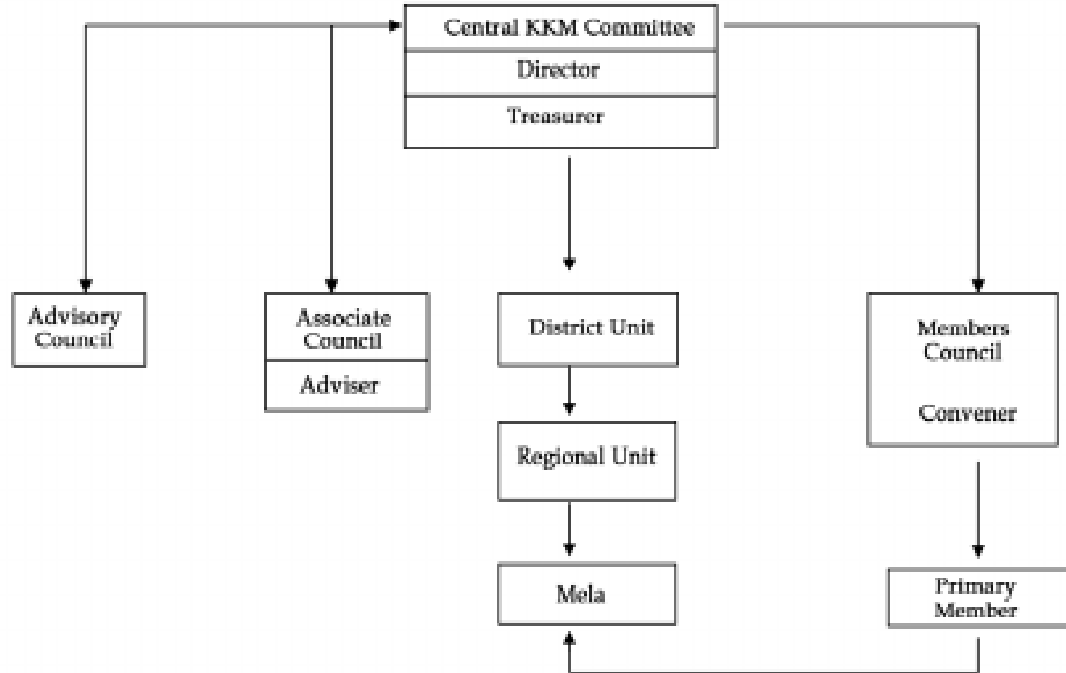 Central KKM Committee
Director
Treasurer
Advisory
Council
Associate
Council
Adviser
District Unit
Members
Council
Convener
Regional Unit
Mela
Primary
Member